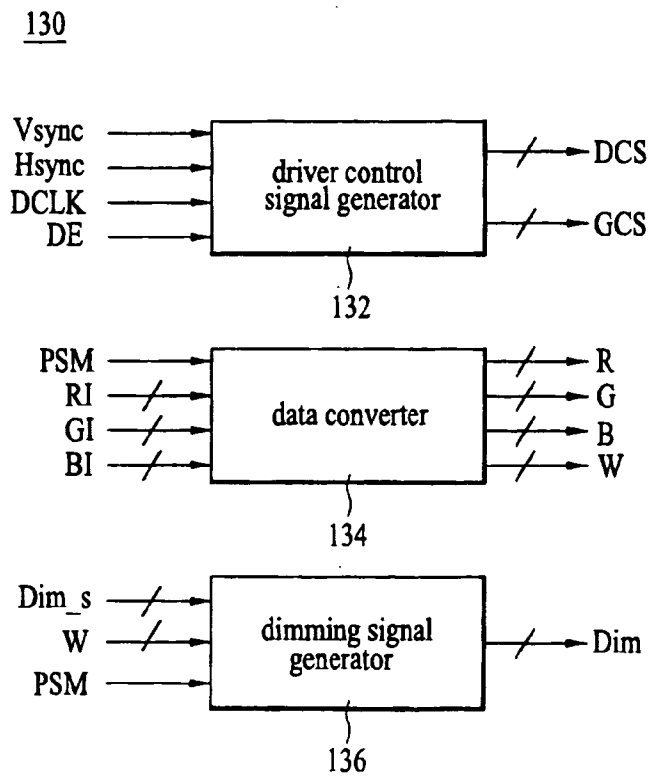 130
Vsync
Hsync
DCLK
DE
driver control
signal generator
DCS
GCS
132
PSM
RI
GI
BI
data converter
R
G
B
W
134
Dim_s
W
PSM
dimming signal
generator
Dim
136